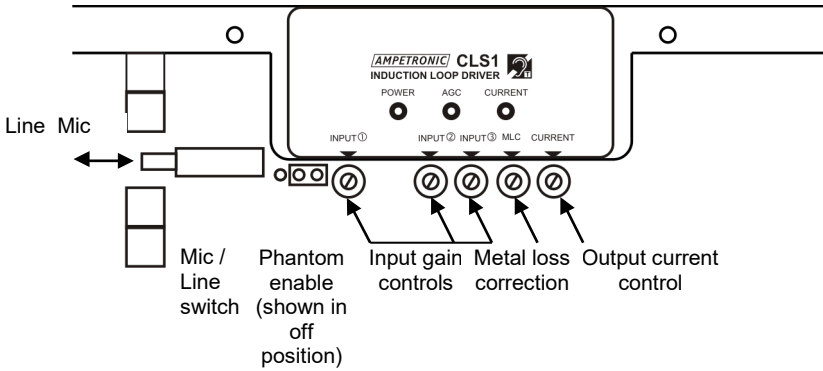 AMPETRONIC CLS1
INDUCTION LOOP DRIVER
T
POWER AGC CURRENT
Line Mic
INPUT① INPUT② INPUT③ MLC CURRENT
Mic /
Line
switch
Phantom
enable
(shown in
off
position)
Input gain
controls
Metal loss
correction
Output current
control